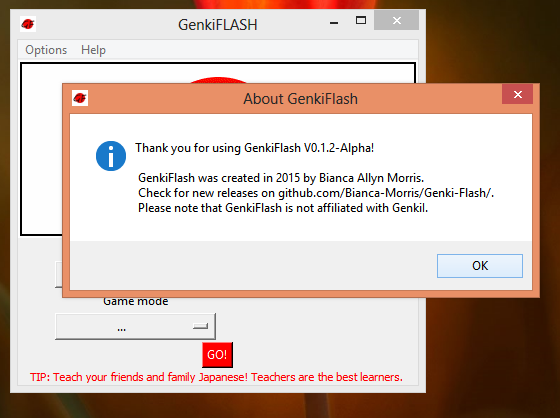 GenkiFLASH
Options Help
About GenkiFlash
Thank you for using GenkiFlash V0.1.2-Alpha!
GenkiFlash was created in 2015 by Bianca Allyn Morris.
Check for new releases on github.com/Bianca-Morris/Genki-Flash/.
Please note that GenkiFlash is not affiliated with GenkiI.
OK
Game mode
...
GO!
TIP: Teach your friends and family Japanese! Teachers are the best learners.